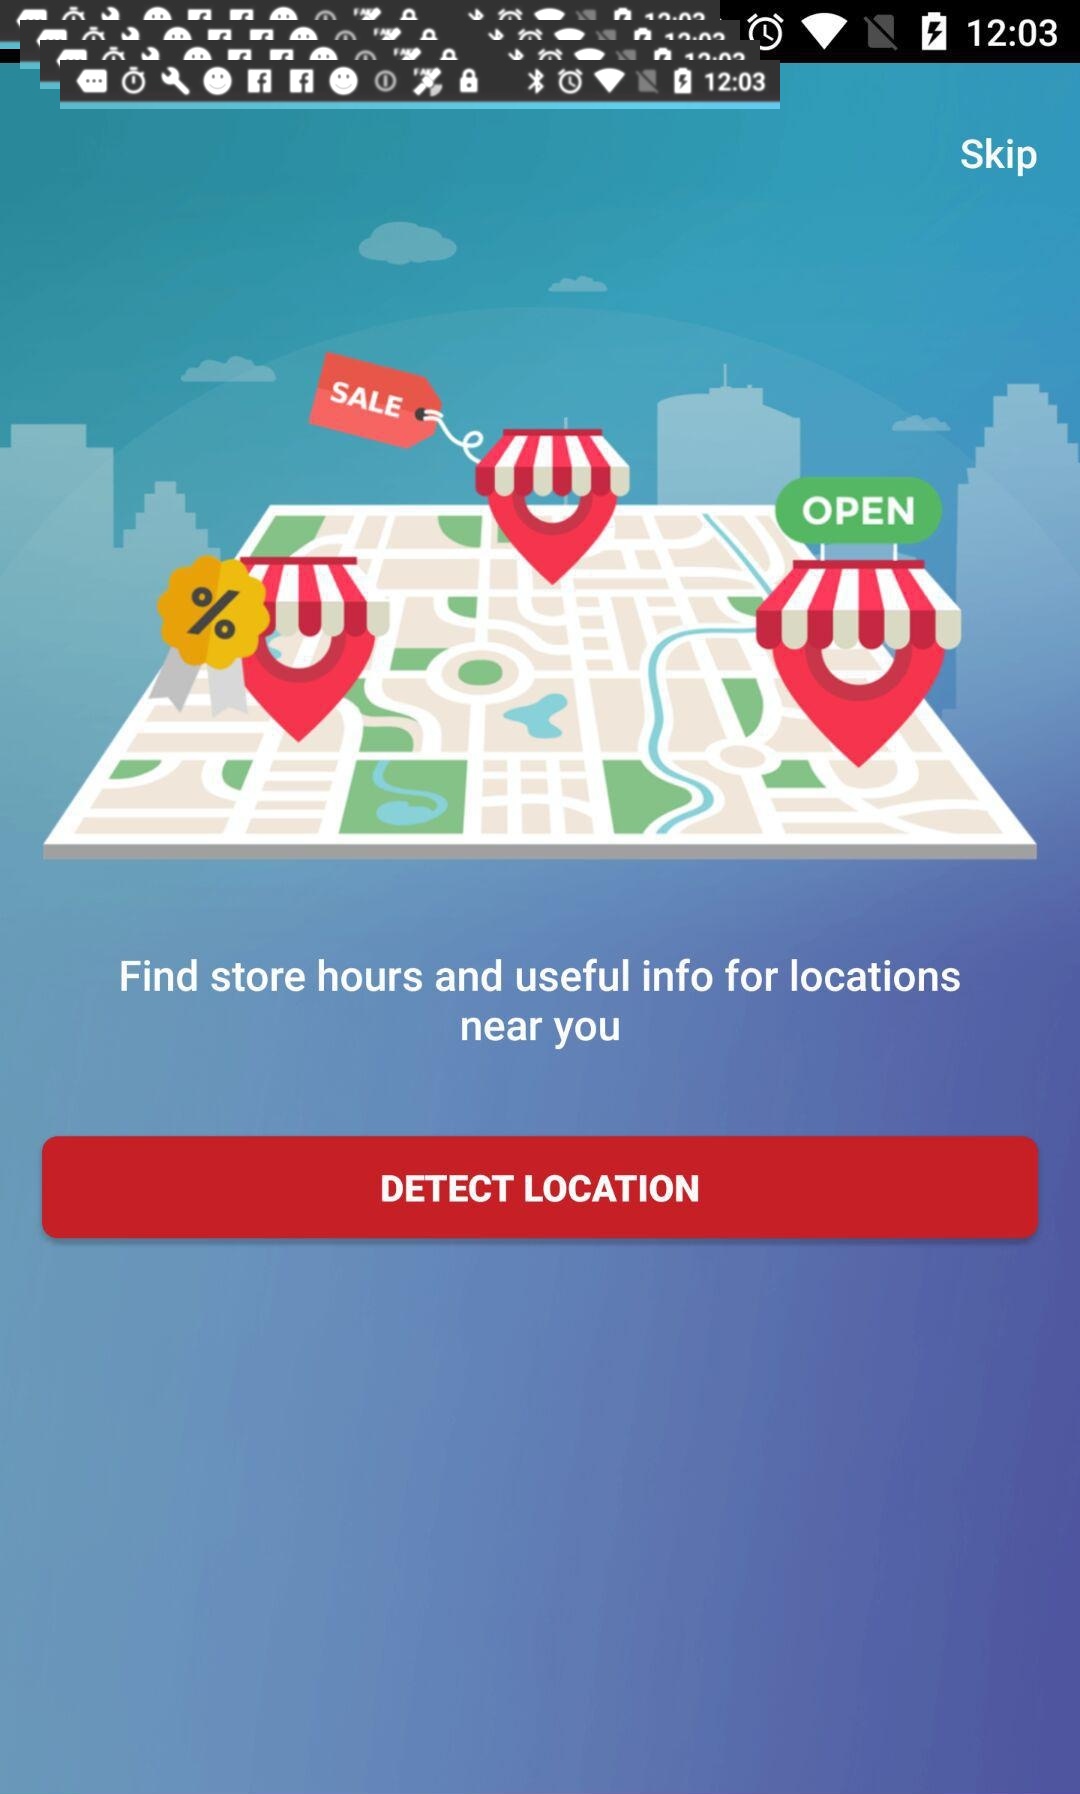 12:03
12:03
Skip
SALE
OPEN
%
Find store hours and useful info for locations
near you
DETECT LOCATION